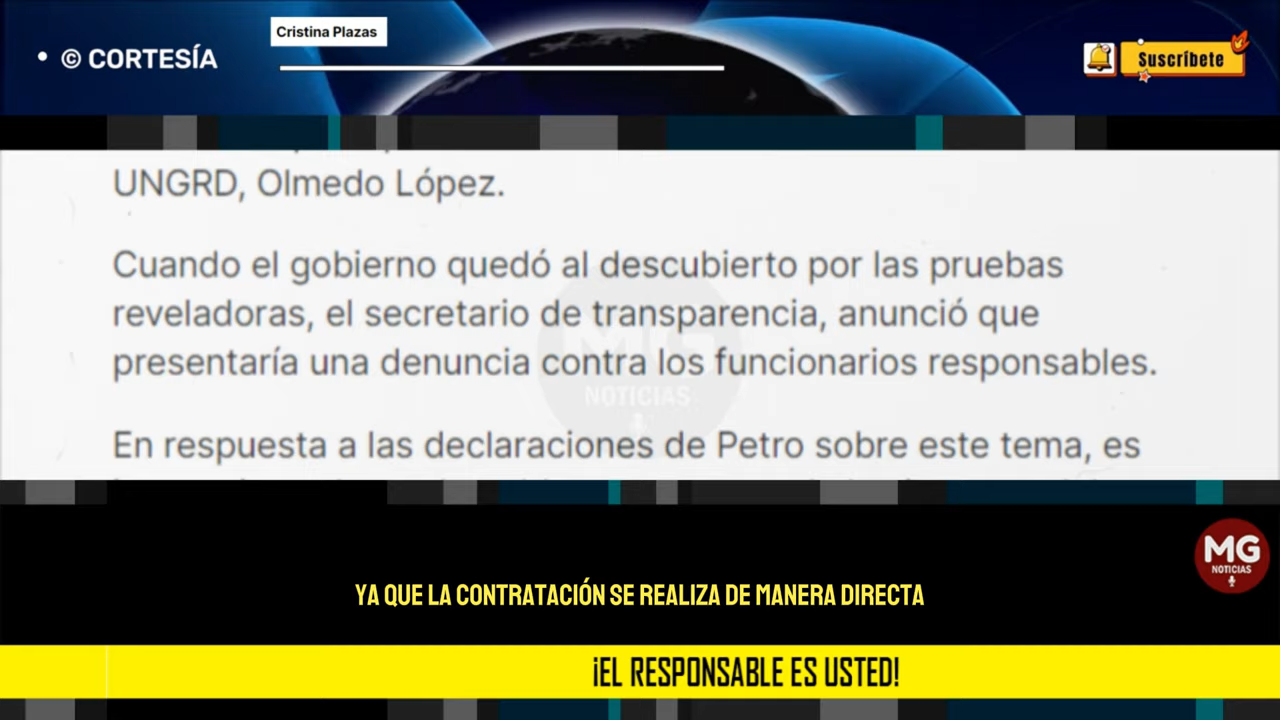 Cristina Plazas
• © CORTESÍA
Suscríbete
UNGRD, Olmedo López.
Cuando el gobierno quedó al descubierto por las pruebas
reveladoras, el secretario de transparencia, anunció que
presentaría una denuncia contra los funcionarios responsables.
MG
NOTICIAS
En respuesta a las declaraciones de Petro sobre este tema, es
MG
NOTICIAS
YA QUE LA CONTRATACIÓN SE REALIZA DE MANERA DIRECTA
¡EL RESPONSABLE ES USTED!